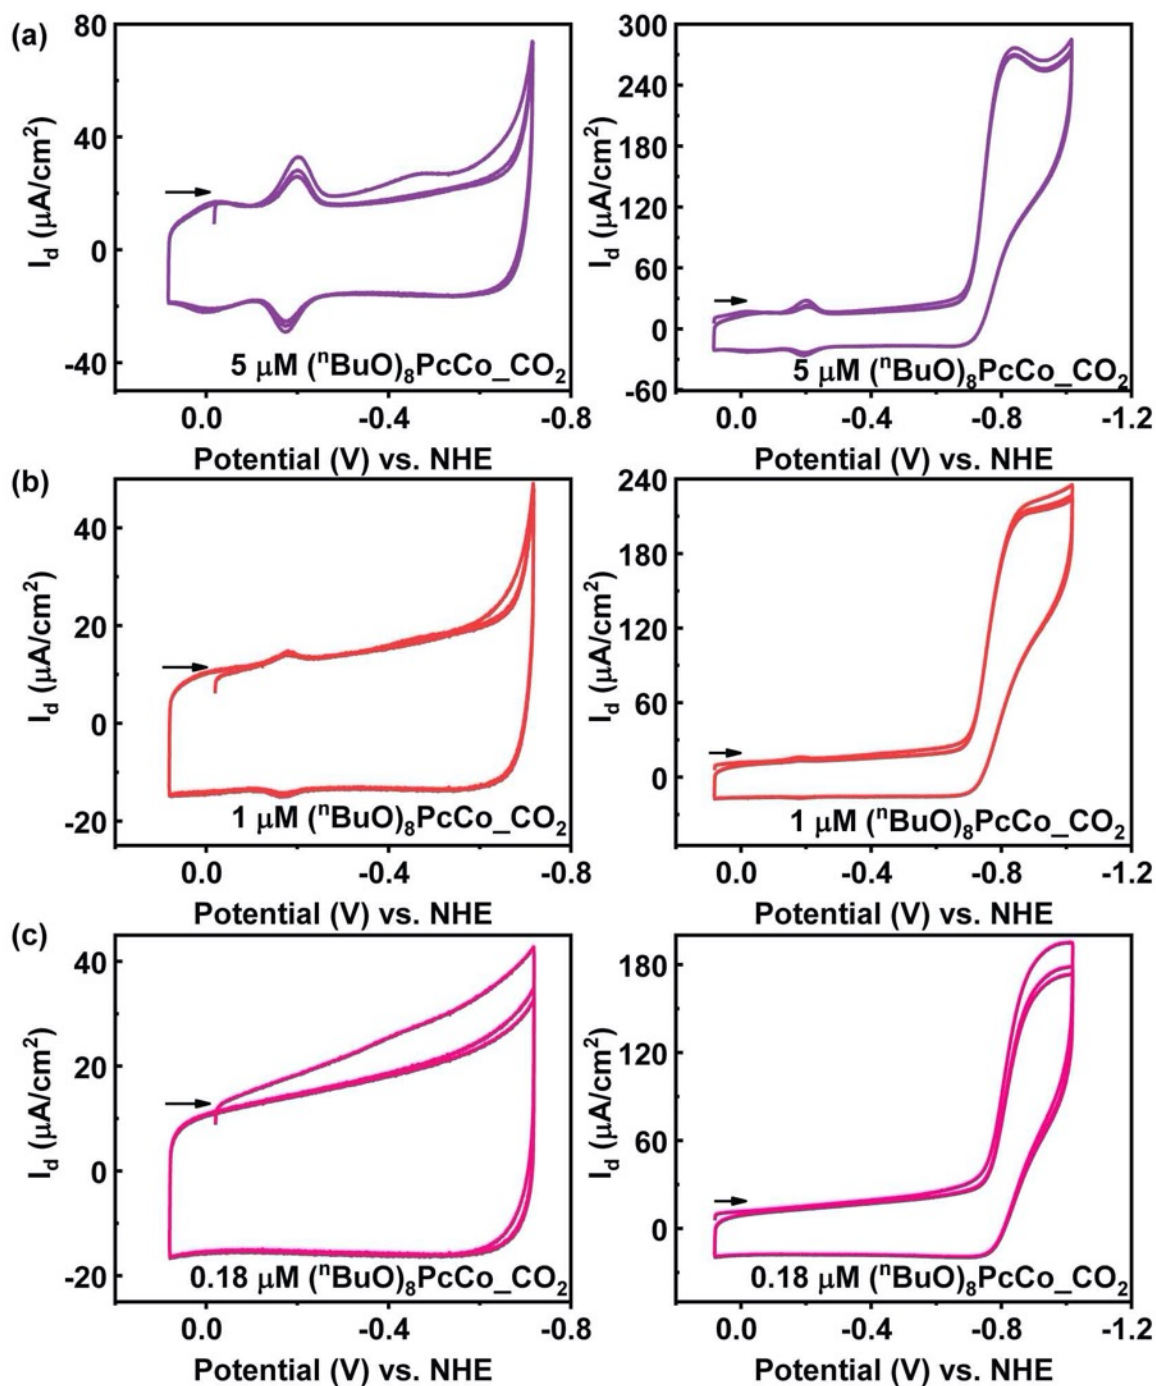 (a)
80
40
0
-40
I_d (μA/cm²)
5 μM (ⁿBuO)₈PcCo_CO₂
0.0 -0.4 -0.8
Potential (V) vs. NHE
300
240
180
120
60
0
-60
I_d (μA/cm²)
5 μM (ⁿBuO)₈PcCo_CO₂
0.0 -0.4 -0.8 -1.2
Potential (V) vs. NHE
(b)
40
20
0
-20
I_d (μA/cm²)
1 μM (ⁿBuO)₈PcCo_CO₂
0.0 -0.4 -0.8
Potential (V) vs. NHE
240
180
120
60
0
I_d (μA/cm²)
1 μM (ⁿBuO)₈PcCo_CO₂
0.0 -0.4 -0.8 -1.2
Potential (V) vs. NHE
(c)
40
20
0
-20
I_d (μA/cm²)
0.18 μM (ⁿBuO)₈PcCo_CO₂
0.0 -0.4 -0.8
Potential (V) vs. NHE
180
120
60
0
I_d (μA/cm²)
0.18 μM (ⁿBuO)₈PcCo_CO₂
0.0 -0.4 -0.8 -1.2
Potential (V) vs. NHE